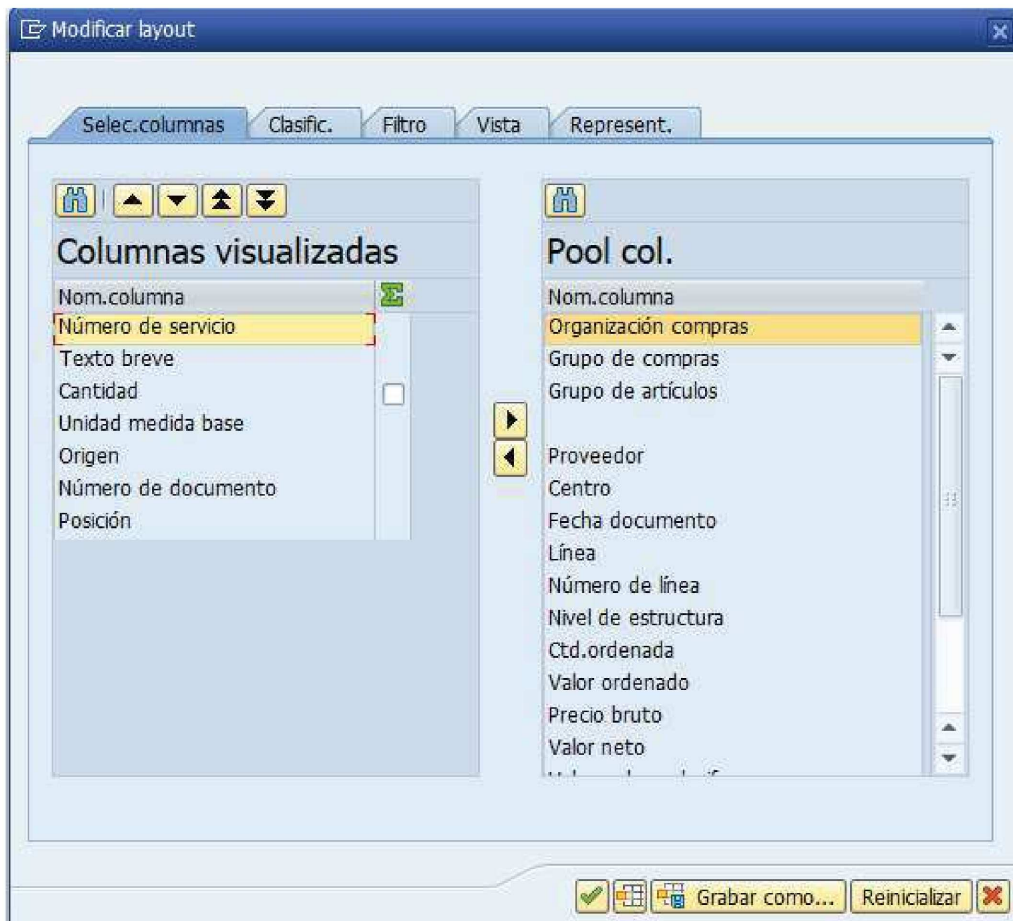 Modificar layout
Selec.columnas Clasific. Filtro Vista Represent.
Columnas visualizadas
Nom.columna
Número de servicio
Texto breve
Cantidad
Unidad medida base
Origen
Número de documento
Posición
Pool col.
Nom.columna
Organización compras
Grupo de compras
Grupo de artículos
Proveedor
Centro
Fecha documento
Línea
Número de línea
Nivel de estructura
Ctd.ordenada
Valor ordenado
Precio bruto
Valor neto
Grabar como... Reinicializar